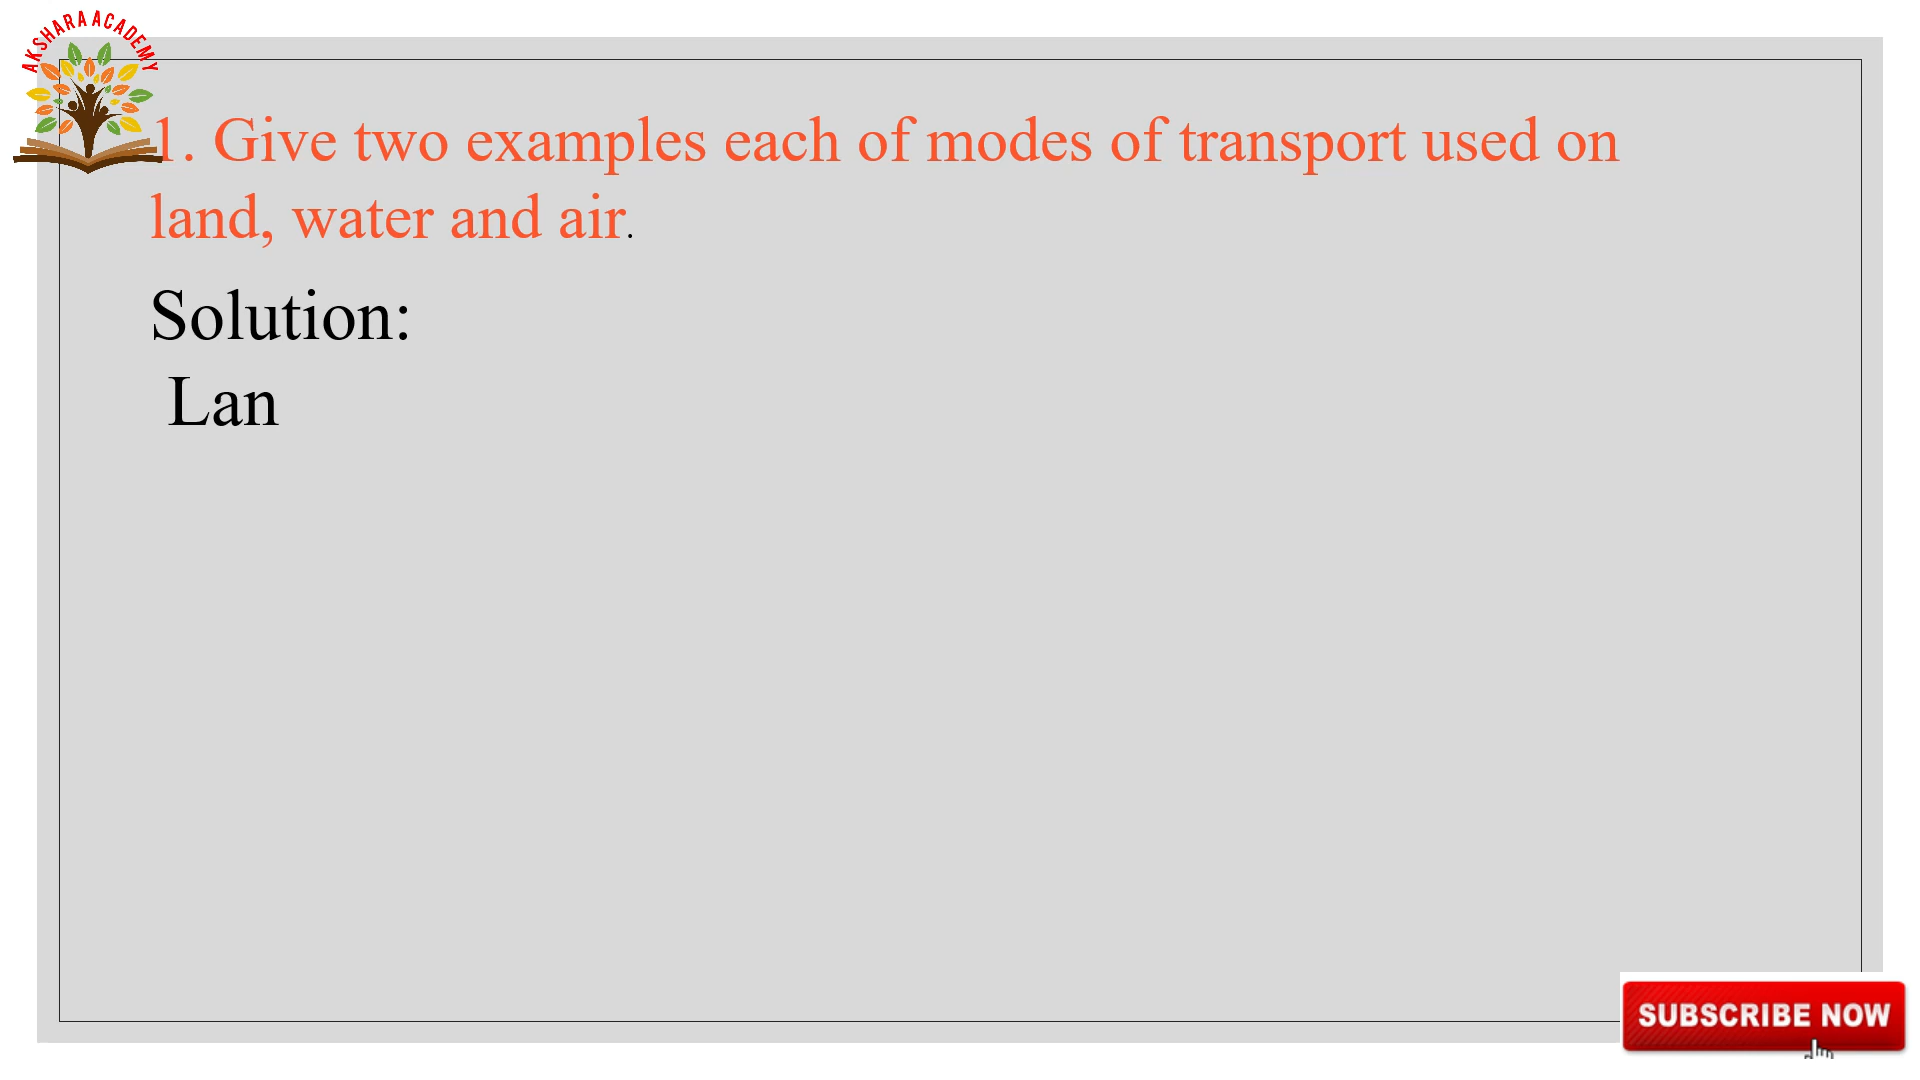 AKSHARA ACADEMY
1. Give two examples each of modes of transport used on
land, water and air.
Solution:
Lan
SUBSCRIBE NOW